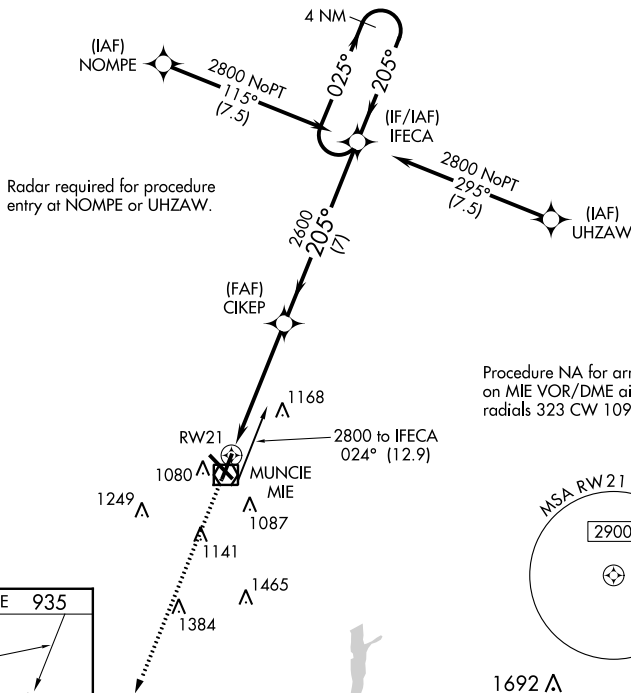 4 NM
(IAF)
NOMPE
2800 NoPT
115°
(7.5)
025°
205°
(IF/IAF)
IFECA
2800 NoPT
295°
(7.5)
(IAF)
UHZAW
Radar required for procedure
entry at NOMPE or UHZAW.
2600
205°
(7)
(FAF)
CIKEP
Procedure NA for arr
on MIE VOR/DME ai
radials 323 CW 109
1168
RW21
2800 to IFECA
024° (12.9)
1080
MUNCIE
MIE
1249
1087
1141
1465
1384
MSA RW21
2900
E 935
1692